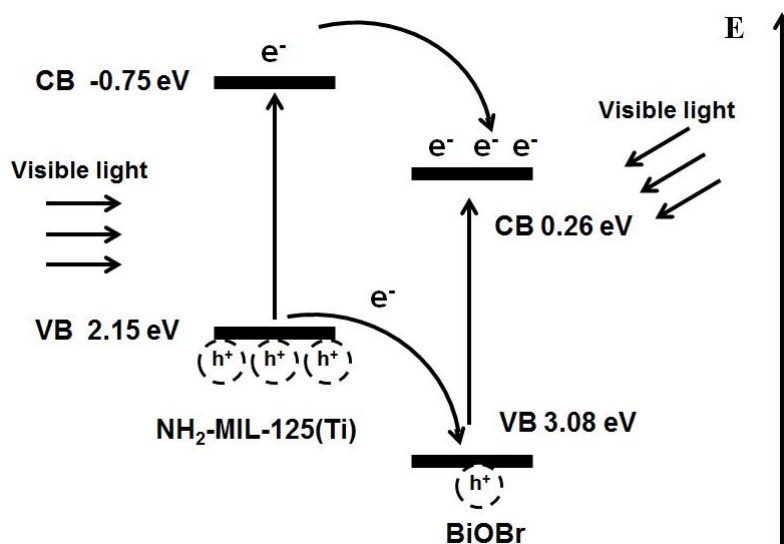 E
e-
CB -0.75 eV
Visible light
e- e- e-
Visible light
CB 0.26 eV
e-
VB 2.15 eV
h+ h+ h+
NH2-MIL-125(Ti)
VB 3.08 eV
h+
BiOBr